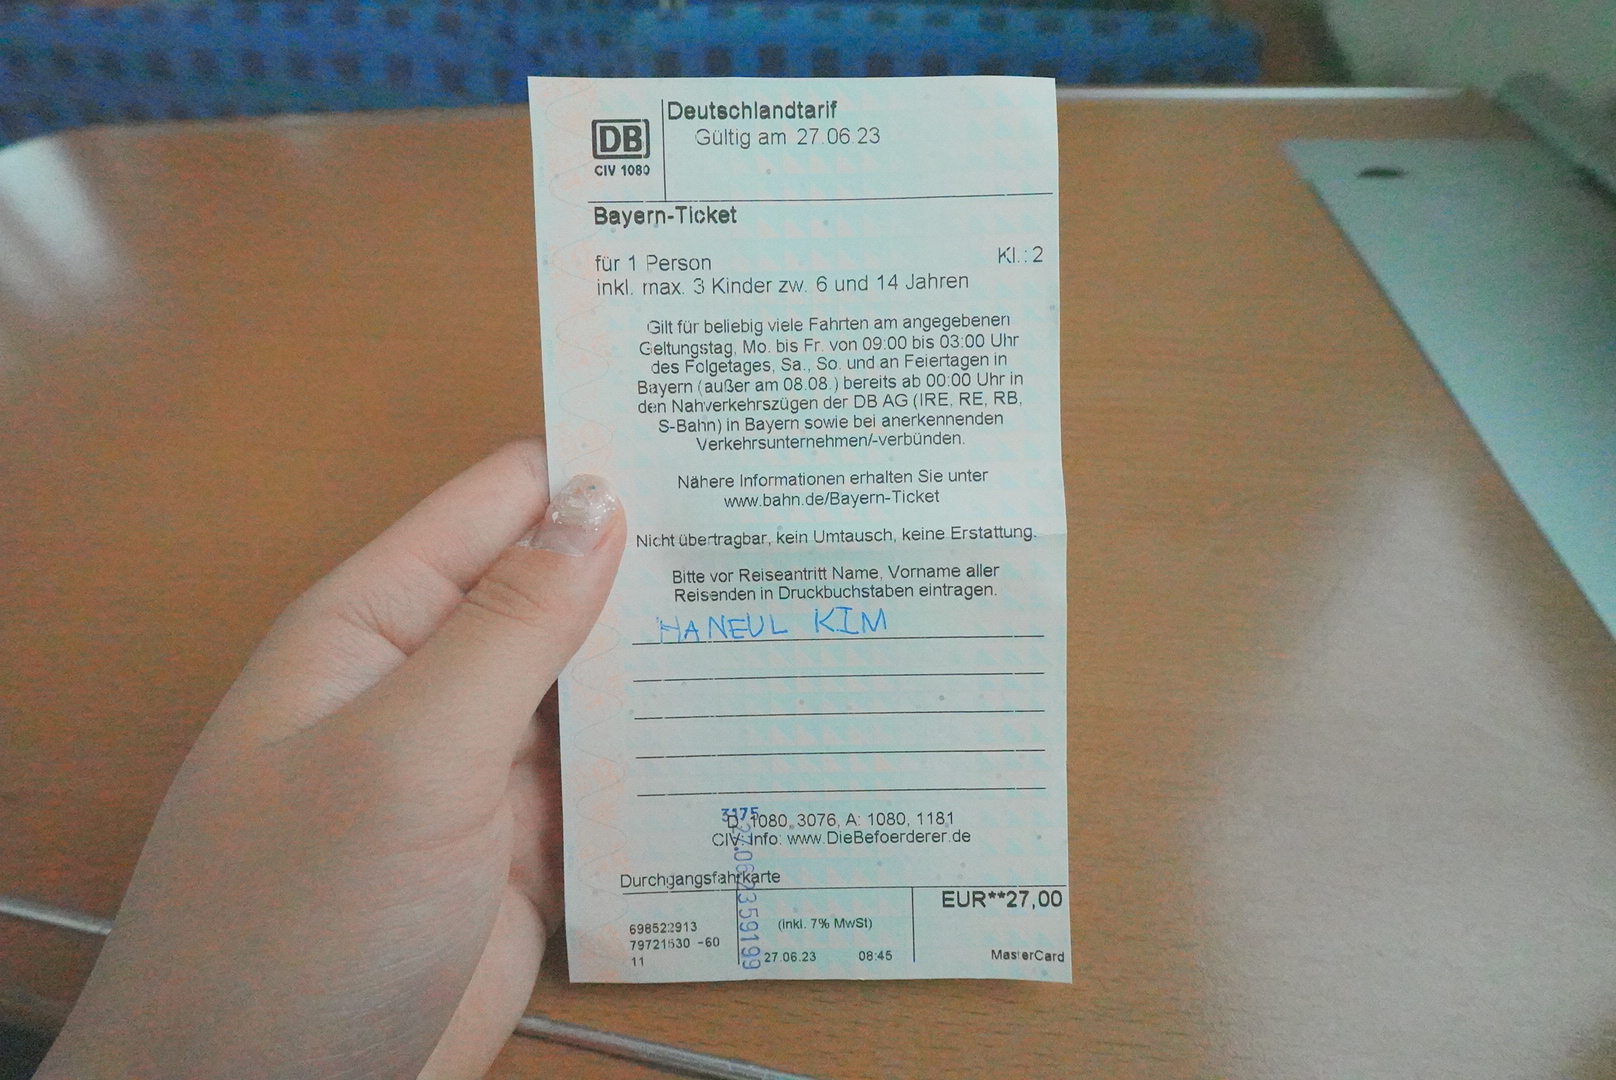 Deutschlandtarif
Gültig am 27.06.23
DB
CIV 1080
Bayern-Ticket
für 1 Person Kl.: 2
inkl. max. 3 Kinder zw. 6 und 14 Jahren
Gilt für beliebig viele Fahrten am angegebenen
Geltungstag, Mo. bis Fr. von 09:00 bis 03:00 Uhr
des Folgetages, Sa., So. und an Feiertagen in
Bayern (außer am 08.08.) bereits ab 00:00 Uhr in
den Nahverkehrszügen der DB AG (IRE, RE, RB,
S-Bahn) in Bayern sowie bei anerkennenden
Verkehrsunternehmen/-verbünden.
Nähere Informationen erhalten Sie unter
www.bahn.de/Bayern-Ticket
Nicht übertragbar, kein Umtausch, keine Erstattung.
Bitte vor Reiseantritt Name, Vorname aller
Reisenden in Druckbuchstaben eintragen.
HANEUL KIM
3175
D: 1080, 3076, A: 1080, 1181
CIV. Info: www.DieBefoerderer.de
Durchgangsfahrkarte
EUR**27,00
698522913 (inkl. 7% MwSt)
79721530 -60
11 27.06.23 08:45 MasterCard